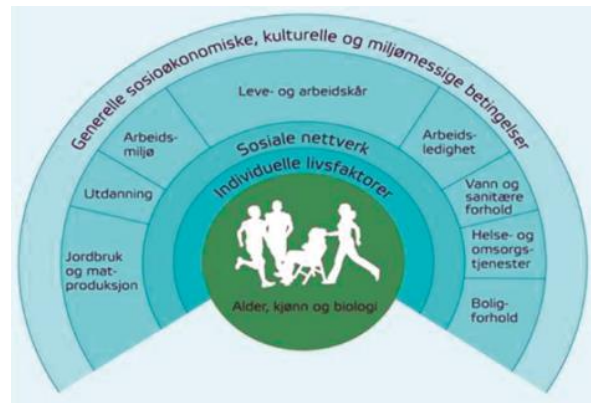 Generelle sosioøkonomiske, kulturelle og miljømessige betingelser
Leve- og arbeidskår
Arbeids-
miljø
Sosiale nettverk
Arbeids-
ledighet
Individuelle livsfaktorer
Utdanning
Vann og
sanitære
forhold
Jordbruk
og mat-
produksjon
Helse- og
omsorgs-
tjenester
Bolig-
forhold
Alder, kjønn og biologi